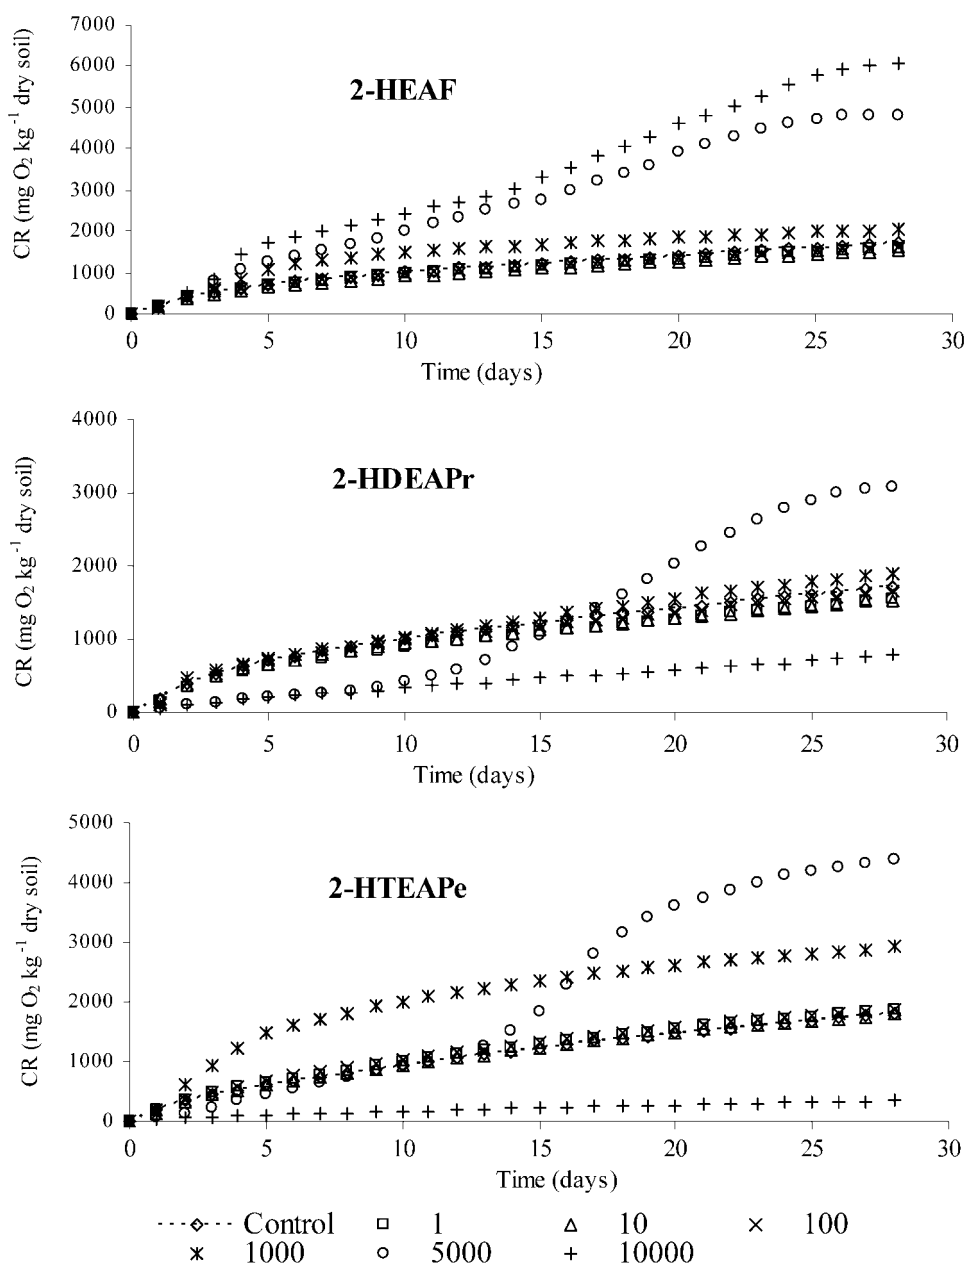 7000
6000
5000
4000
3000
2000
1000
0
CR (mg O₂ kg⁻¹ dry soil)
2-HEAF
0 5 10 15 20 25 30
Time (days)
4000
3000
2000
1000
0
CR (mg O₂ kg⁻¹ dry soil)
2-HDEAPr
0 5 10 15 20 25 30
Time (days)
5000
4000
3000
2000
1000
0
CR (mg O₂ kg⁻¹ dry soil)
2-HTEAPe
0 5 10 15 20 25 30
Time (days)
Control 1 10 100
1000 5000 10000